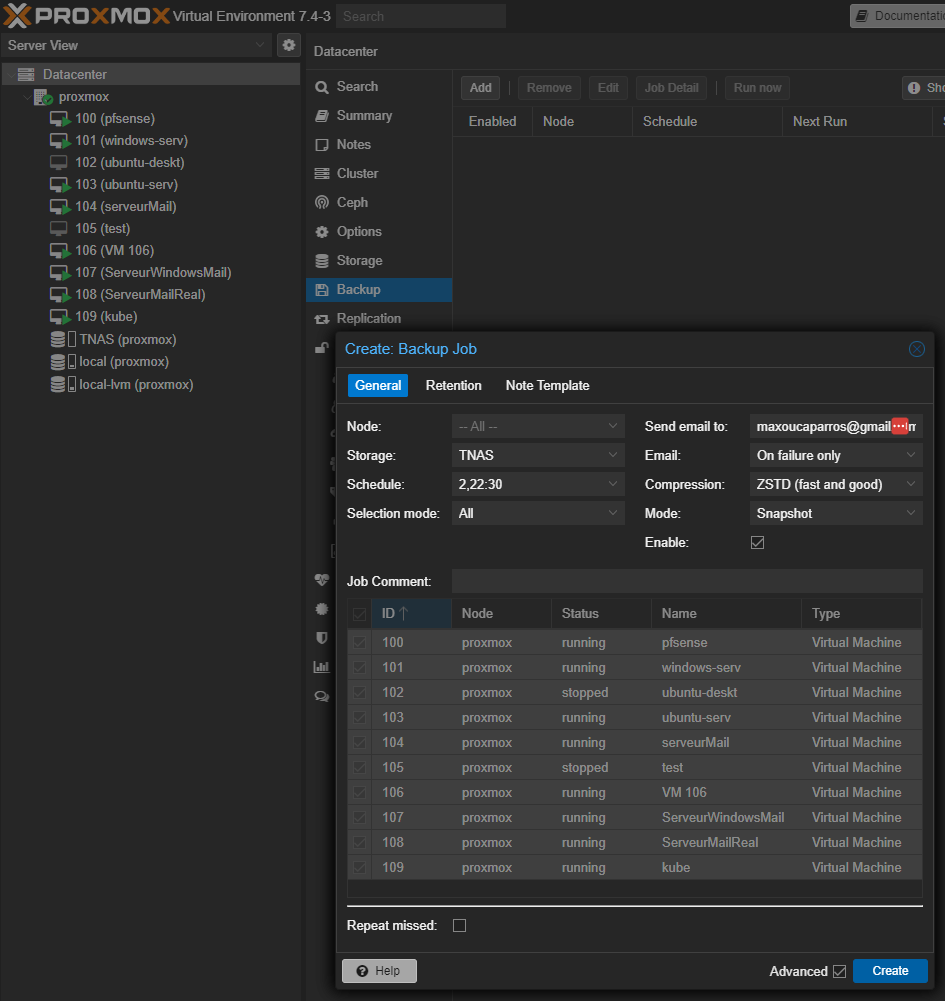 PROXMOX Virtual Environment 7.4-3 Search Documentatio
Server View
Datacenter
proxmox
100 (pfsense)
101 (windows-serv)
102 (ubuntu-deskt)
103 (ubuntu-serv)
104 (serveurMail)
105 (test)
106 (VM 106)
107 (ServeurWindowsMail)
108 (ServeurMailReal)
109 (kube)
TNAS (proxmox)
local (proxmox)
local-lvm (proxmox)
Datacenter
Search
Summary
Notes
Cluster
Ceph
Options
Storage
Backup
Replication
Add Remove Edit Job Detail Run now Sho
Enabled Node Schedule Next Run
Create: Backup Job
General Retention Note Template
Node: -- All -- Send email to: maxoucaparros@gmail
Storage: TNAS Email: On failure only
Schedule: 2,22:30 Compression: ZSTD (fast and good)
Selection mode: All Mode: Snapshot
Enable:
Job Comment:
ID Node Status Name Type
100 proxmox running pfsense Virtual Machine
101 proxmox running windows-serv Virtual Machine
102 proxmox stopped ubuntu-deskt Virtual Machine
103 proxmox running ubuntu-serv Virtual Machine
104 proxmox running serveurMail Virtual Machine
105 proxmox stopped test Virtual Machine
106 proxmox running VM 106 Virtual Machine
107 proxmox running ServeurWindowsMail Virtual Machine
108 proxmox running ServeurMailReal Virtual Machine
109 proxmox running kube Virtual Machine
Repeat missed:
Help Advanced Create